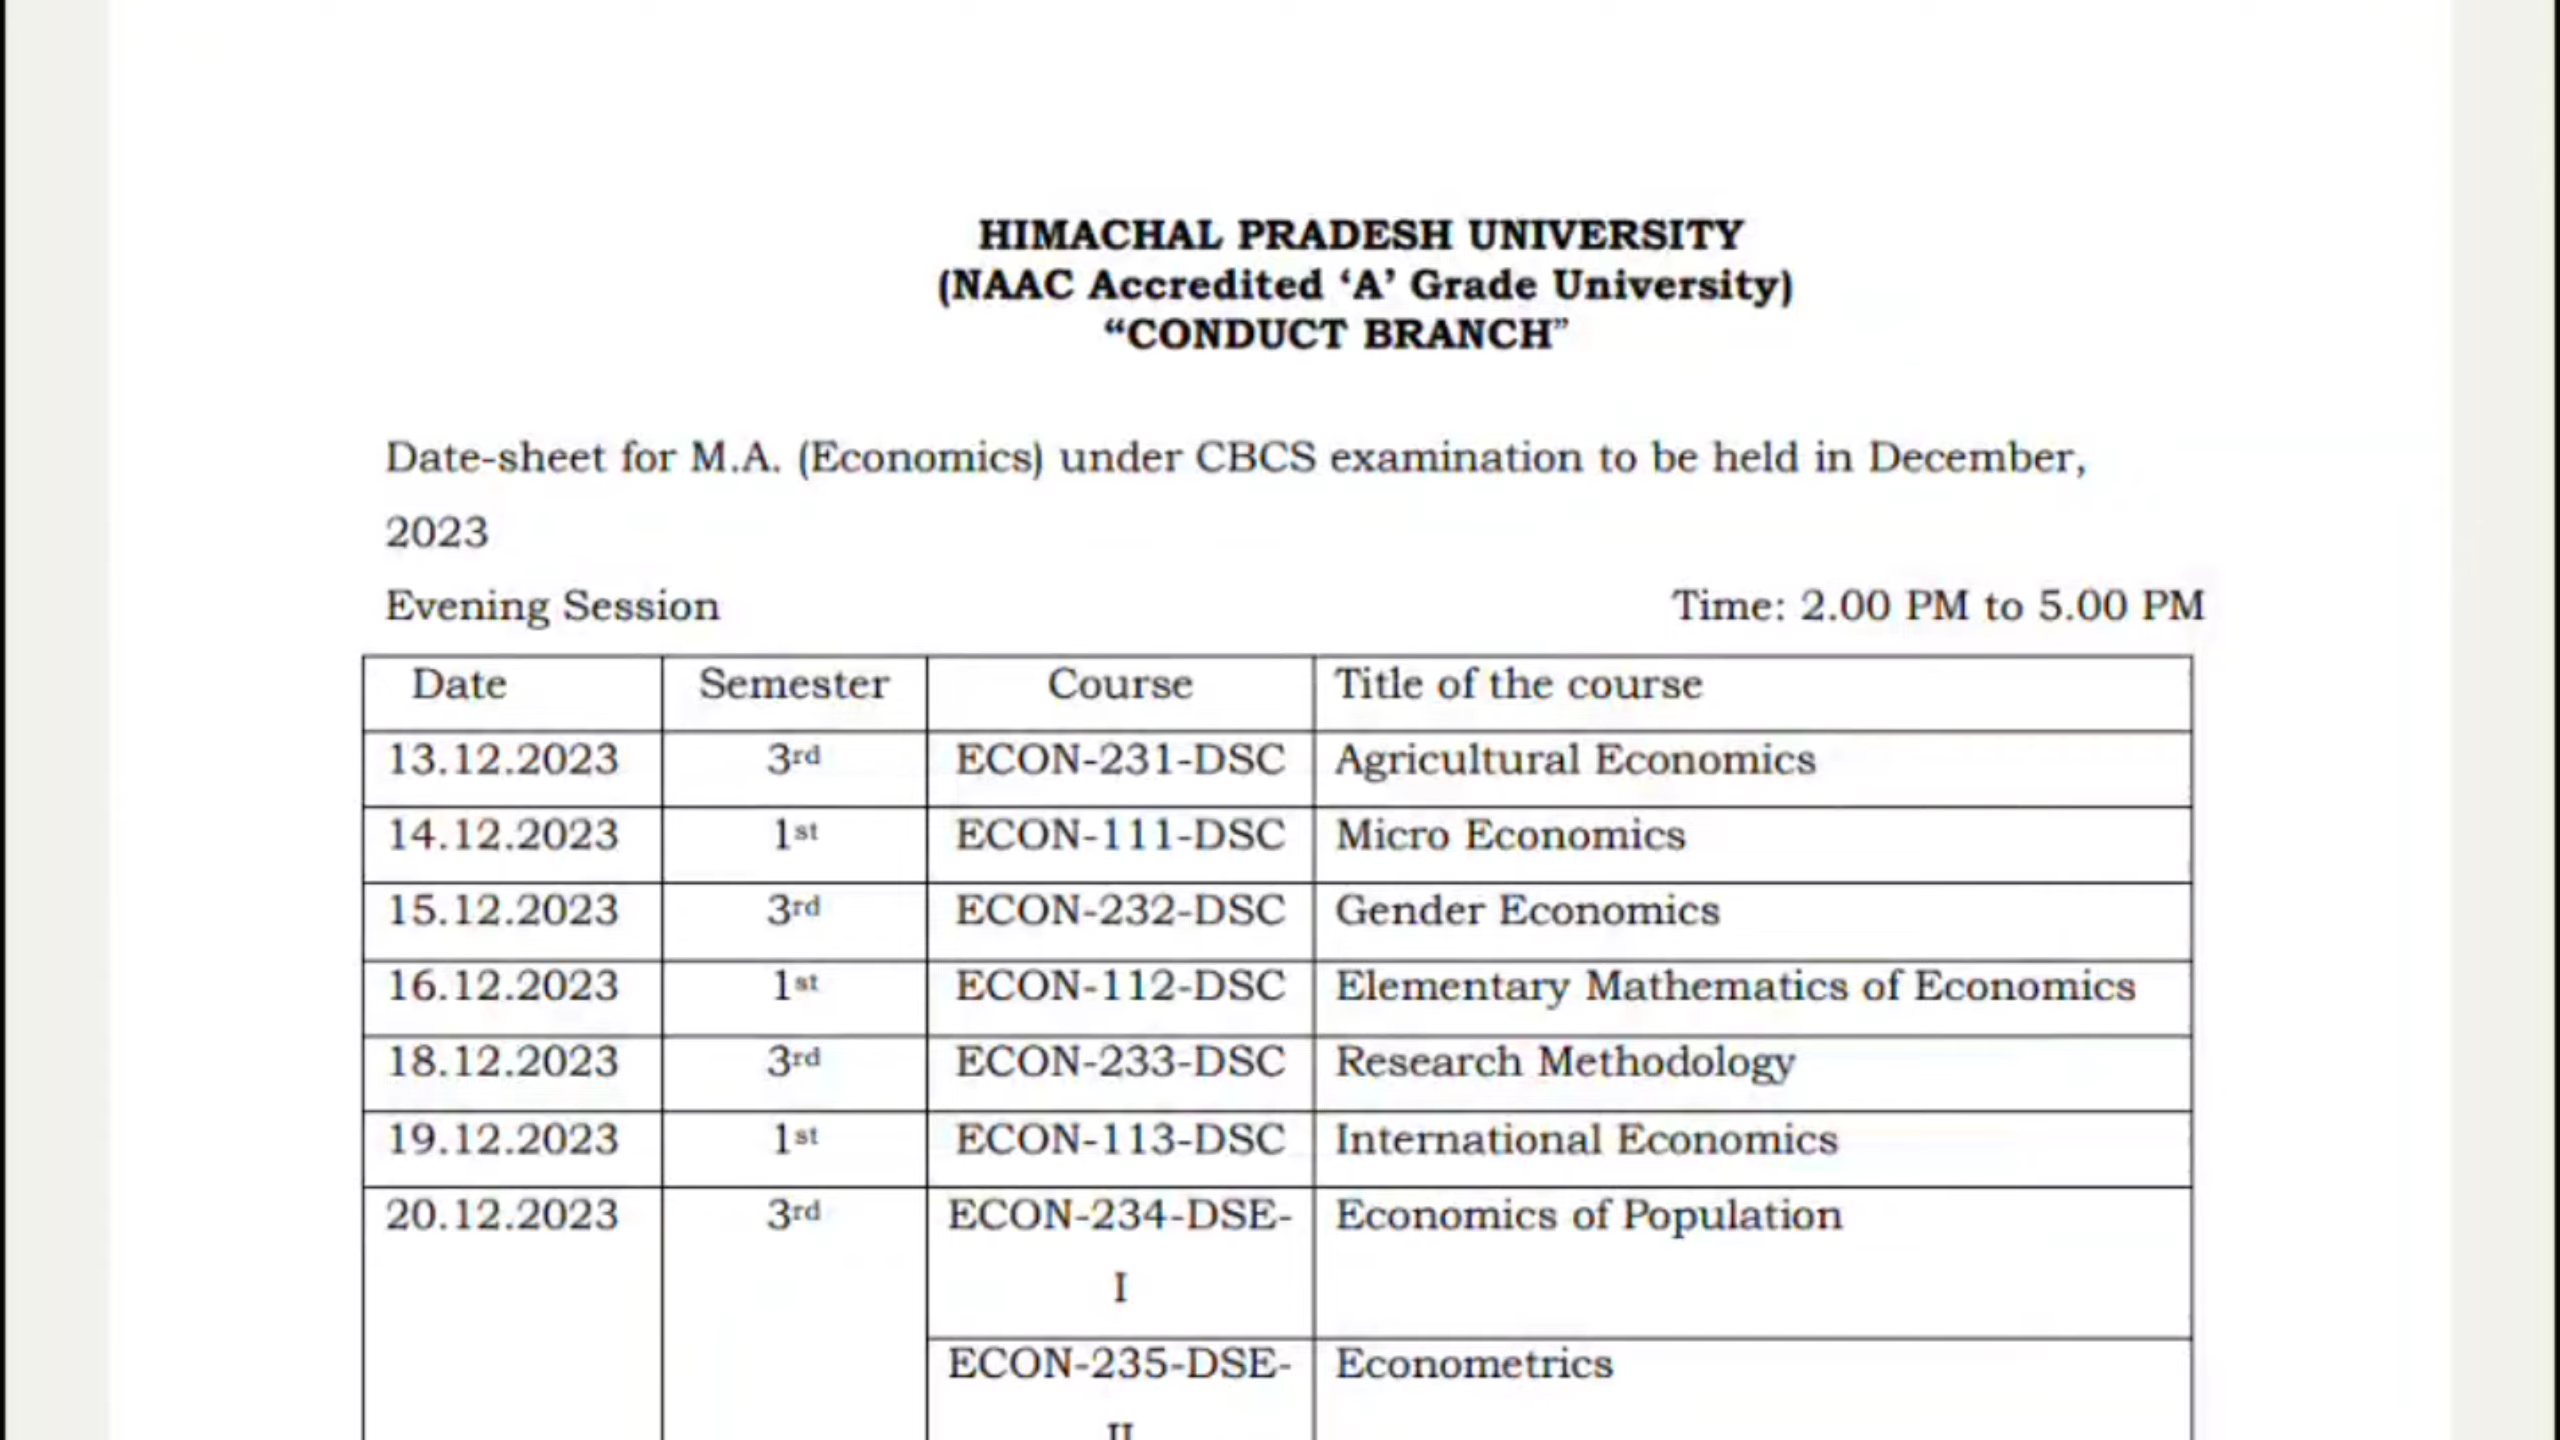 HIMACHAL PRADESH UNIVERSITY
(NAAC Accredited ‘A’ Grade University)
“CONDUCT BRANCH”
Date-sheet for M.A. (Economics) under CBCS examination to be held in December,
2023
Evening Session Time: 2.00 PM to 5.00 PM
Date Semester Course Title of the course
13.12.2023 3rd ECON-231-DSC Agricultural Economics
14.12.2023 1st ECON-111-DSC Micro Economics
15.12.2023 3rd ECON-232-DSC Gender Economics
16.12.2023 1st ECON-112-DSC Elementary Mathematics of Economics
18.12.2023 3rd ECON-233-DSC Research Methodology
19.12.2023 1st ECON-113-DSC International Economics
20.12.2023 3rd ECON-234-DSE- Economics of Population
I
ECON-235-DSE- Econometrics
II